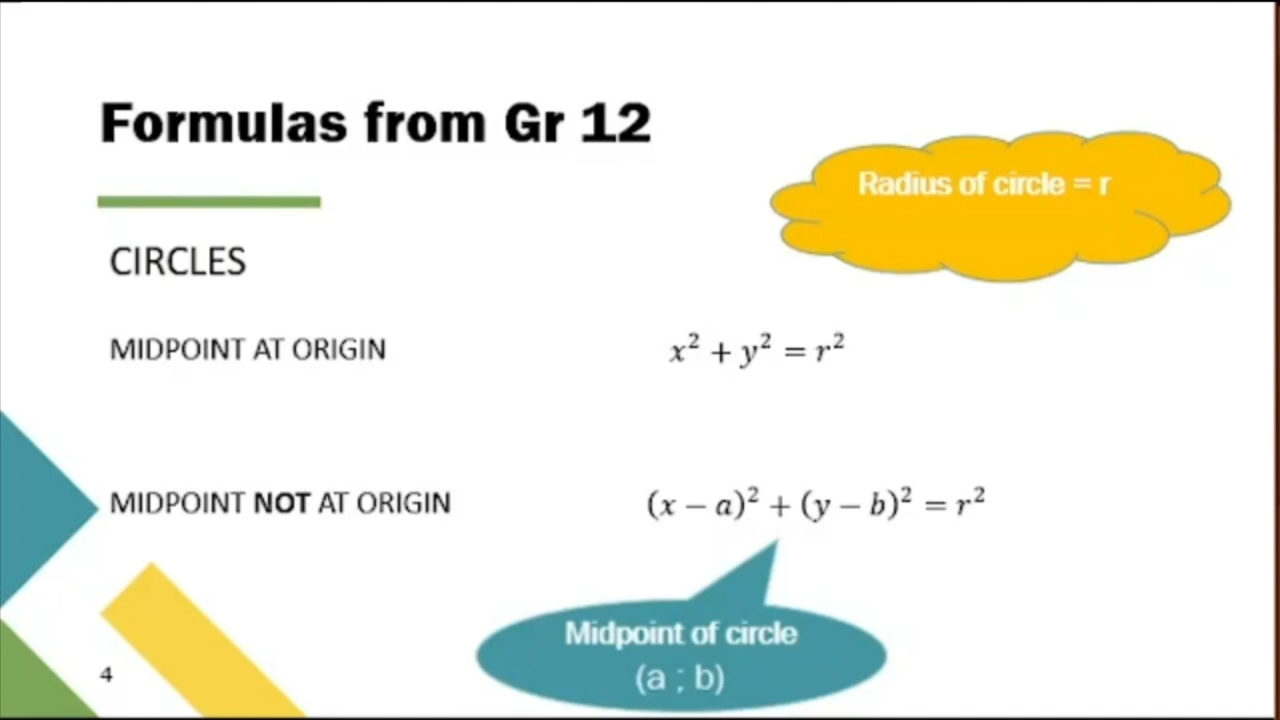 Formulas from Gr 12
Radius of circle = r
CIRCLES
MIDPOINT AT ORIGIN
x² + y² = r²
MIDPOINT NOT AT ORIGIN
(x − a)² + (y − b)² = r²
Midpoint of circle
(a ; b)
4